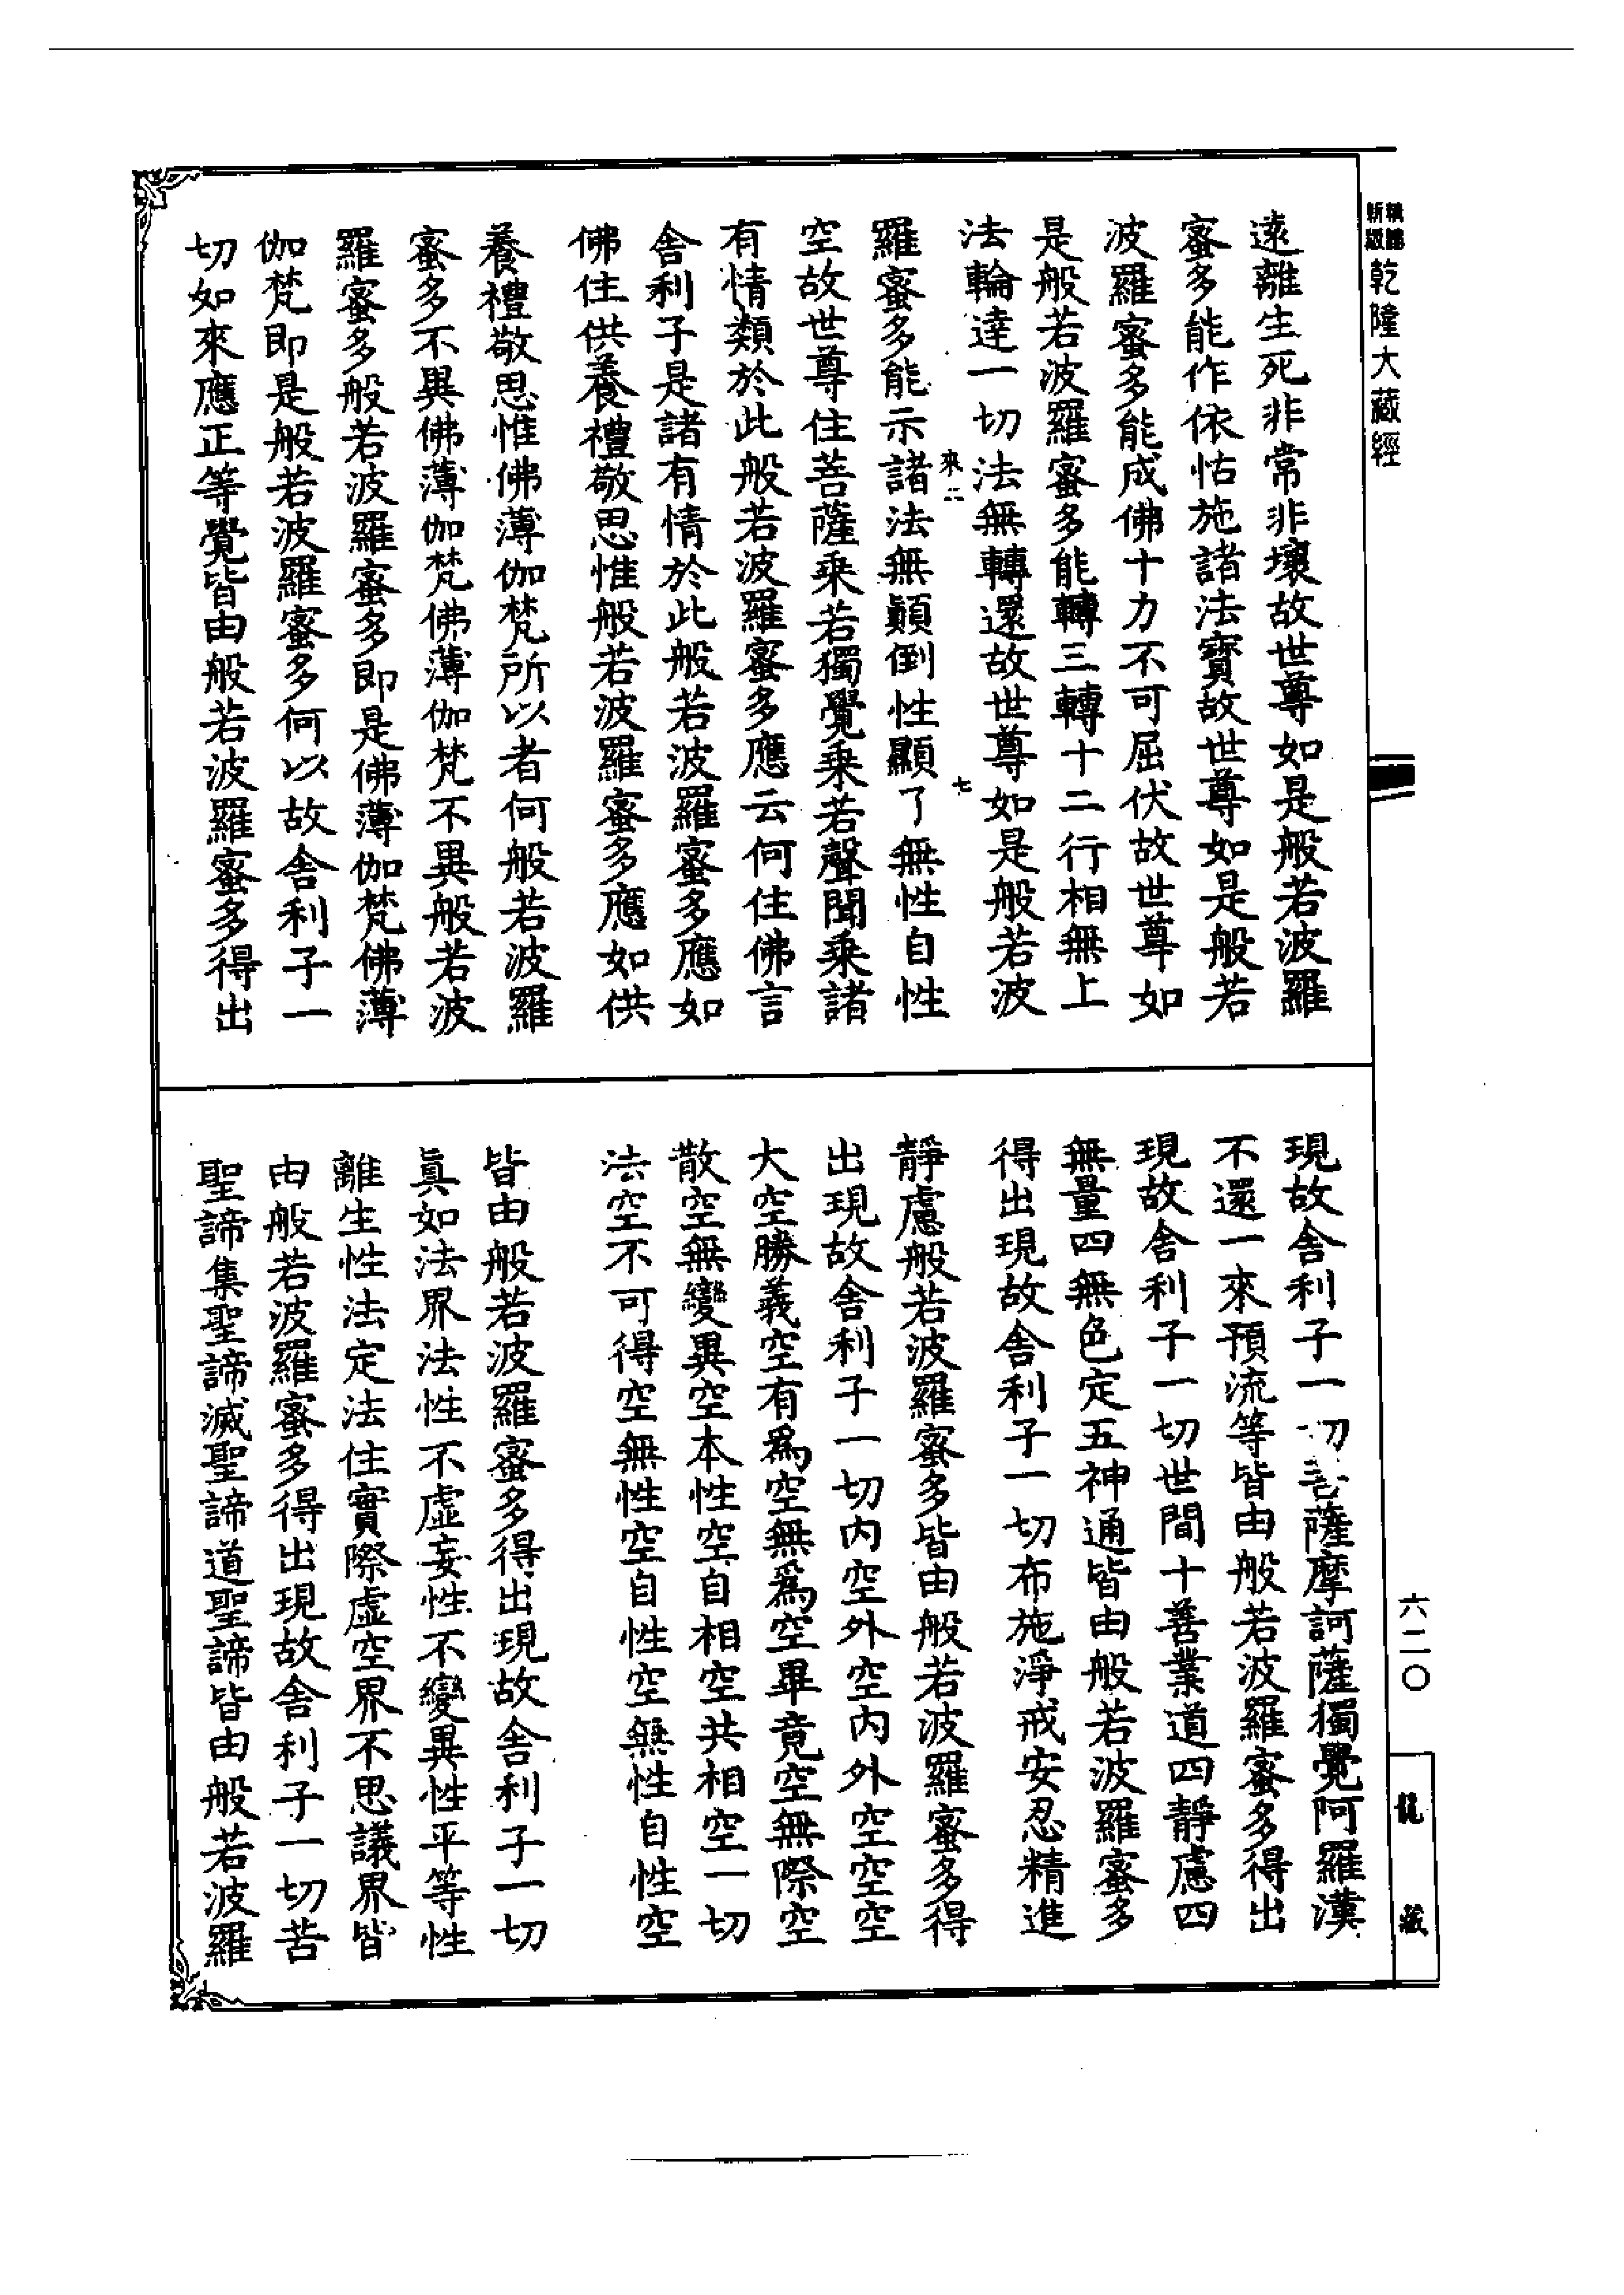 乾隆大藏經
遠離生死非常非壞故世尊如是般若波羅
蜜多能作依怙施諸法寶故世尊如是般若
波羅蜜多能成佛十力不可屈伏故世尊如
是般若波羅蜜多能轉三轉十二行相無上
法輪達一切法無轉還故世尊如是般若波
來二
七
羅蜜多能示諸法無顛倒性顯了無性自性
空故世尊住菩薩乘若獨覺乘若聲聞乘諸
有情類於此般若波羅蜜多應云何住佛言
舍利子是諸有情於此般若波羅蜜多應如
佛住供養禮敬思惟般若波羅蜜多應如供
養禮敬思惟佛薄伽梵所以者何般若波羅
蜜多不異佛薄伽梵佛薄伽梵不異般若波
羅蜜多般若波羅蜜多即是佛薄伽梵佛薄
伽梵即是般若波羅蜜多何以故舍利子一
切如來應正等覺皆由般若波羅蜜多得出
六二〇
龍藏
現故舍利子一切菩薩摩訶薩獨覺阿羅漢
不還一來預流等皆由般若波羅蜜多得出
現故舍利子一切世間十善業道四靜慮四
無量四無色定五神通皆由般若波羅蜜多
得出現故舍利子一切布施淨戒安忍精進
靜慮般若波羅蜜多皆由般若波羅蜜多得
出現故舍利子一切內空外空內外空空空
大空勝義空有爲空無爲空畢竟空無際空
散空無變異空本性空自相空共相空一切
法空不可得空無性空自性空無性自性空
皆由般若波羅蜜多得出現故舍利子一切
眞如法界法性不虛妄性不變異性平等性
離生性法定法住實際虛空界不思議界皆
由般若波羅蜜多得出現故舍利子一切苦
聖諦集聖諦滅聖諦道聖諦皆由般若波羅